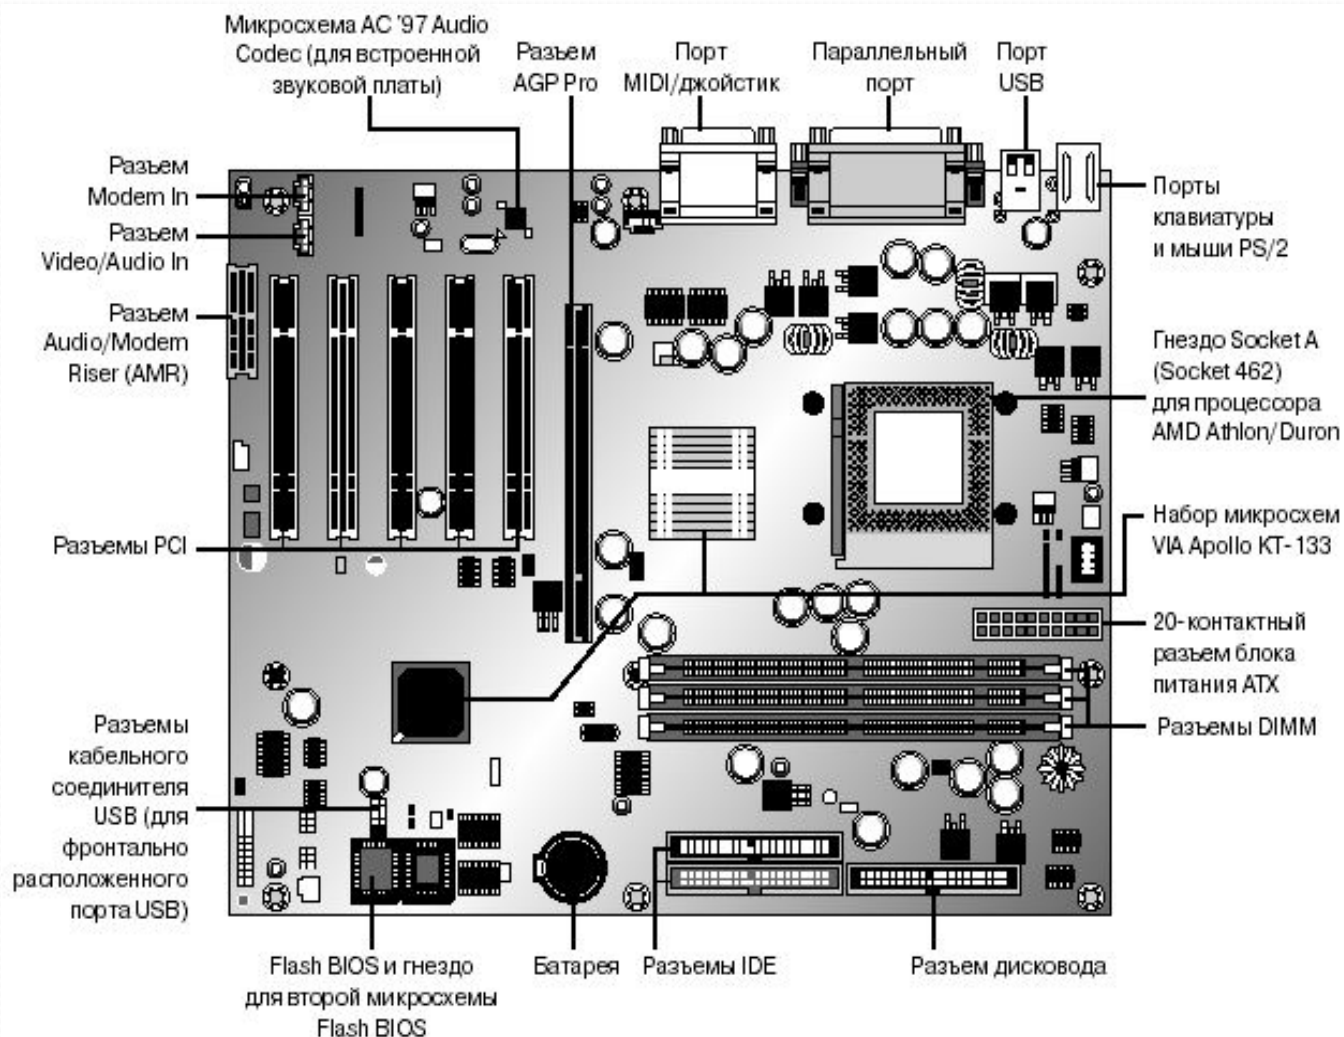 Микросхема AC '97 Audio
Codec (для встроенной
звуковой платы)
Разъем
AGP Pro
Порт
MIDI/джойстик
Параллельный
порт
Порт
USB
Разъем
Modem In
Разъем
Video/Audio In
Разъем
Audio/Modem
Riser (AMR)
Разъемы PCI
Разъемы
кабельного
соединителя
USB (для
фронтально
расположенного
порта USB)
Порты
клавиатуры
и мыши PS/2
Гнездо Socket A
(Socket 462)
для процессора
AMD Athlon/Duron
Набор микросхем
VIA Apollo KT-133
20-контактный
разъем блока
питания ATX
Разъемы DIMM
Flash BIOS и гнездо
для второй микросхемы
Flash BIOS
Батарея
Разъемы IDE
Разъем дисковода